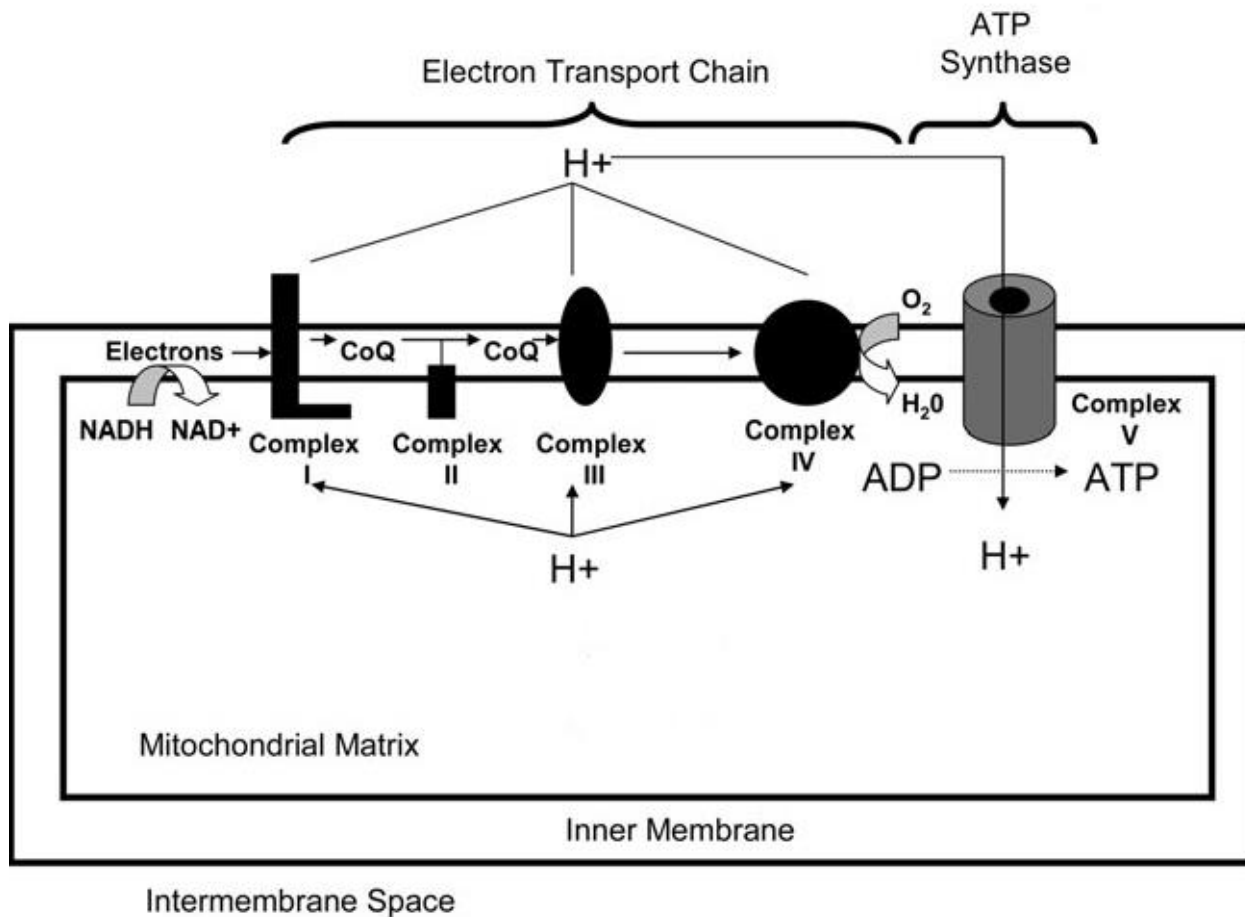 ATP
Synthase
Electron Transport Chain
H+
O2
Electrons
CoQ
CoQ
NADH
NAD+
Complex
I
Complex
II
Complex
III
Complex
IV
H20
Complex
V
ADP
ATP
H+
H+
Mitochondrial Matrix
Inner Membrane
Intermembrane Space